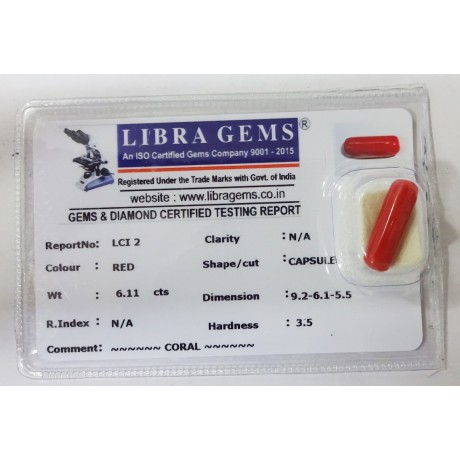 LIBRA GEMS®
An ISO Certified Gems Company 9001 - 2015
Registered Under the Trade Marks with Govt. of India
website : www.libragems.co.in
GEMS & DIAMOND CERTIFIED TESTING REPORT
ReportNo: LCI 2 Clarity : N/A
Colour : RED Shape/cut : CAPSULE
Wt : 6.11 cts Dimension : 9.2-6.1-5.5
R.Index : N/A Hardness : 3.5
Comment: ~~~~~~ CORAL ~~~~~~